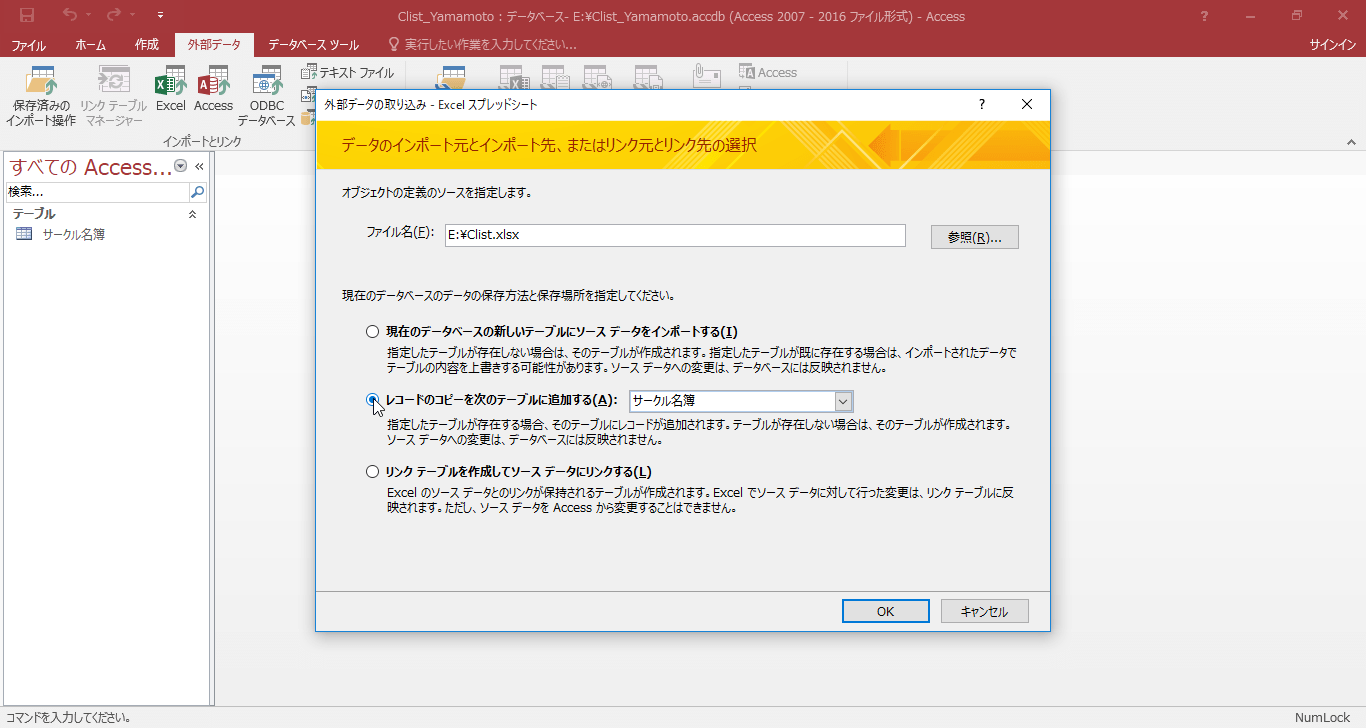 Clist_Yamamoto : データベース- E:¥Clist_Yamamoto.accdb (Access 2007 - 2016 ファイル形式) - Access
ファイル ホーム 作成 外部データ データベース ツール 実行したい作業を入力してください... サインイン
保存済みの
インポート操作
リンク テーブル
マネージャー
Excel
Access
ODBC
データベース
テキスト ファイル
Access
インポートとリンク
すべての Access...
検索...
テーブル
サークル名簿
外部データの取り込み - Excel スプレッドシート
データのインポート元とインポート先、またはリンク元とリンク先の選択
オブジェクトの定義のソースを指定します。
ファイル名(F): E:¥Clist.xlsx 参照(R)...
現在のデータベースのデータの保存方法と保存場所を指定してください。
現在のデータベースの新しいテーブルにソース データをインポートする(I)
指定したテーブルが存在しない場合は、そのテーブルが作成されます。指定したテーブルが既に存在する場合は、インポートされたデータで
テーブルの内容を上書きする可能性があります。ソース データへの変更は、データベースには反映されません。
レコードのコピーを次のテーブルに追加する(A): サークル名簿
指定したテーブルが存在する場合、そのテーブルにレコードが追加されます。テーブルが存在しない場合は、そのテーブルが作成されます。
ソース データへの変更は、データベースには反映されません。
リンク テーブルを作成してソース データにリンクする(L)
Excel のソース データとのリンクが保持されるテーブルが作成されます。Excel でソース データに対して行った変更は、リンク テーブルに反
映されます。ただし、ソース データを Access から変更することはできません。
OK キャンセル
コマンドを入力してください。 NumLock